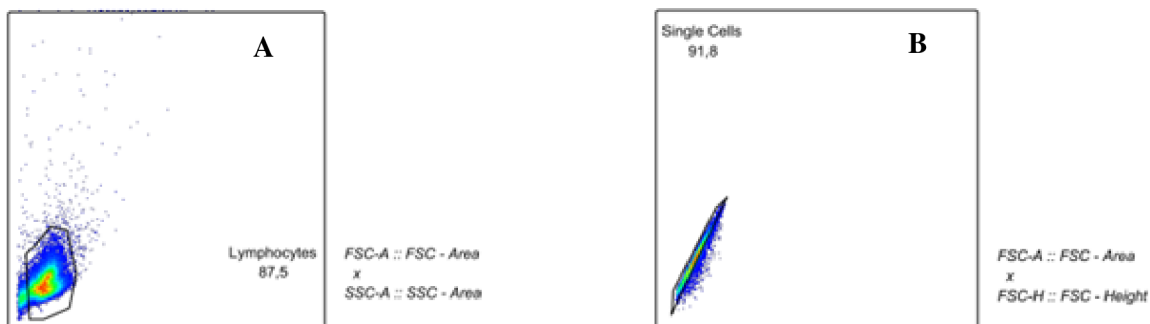 A
Lymphocytes
87,5
FSC-A :: FSC - Area
x
SSC-A :: SSC - Area
Single Cells
91,8
B
FSC-A :: FSC - Area
x
FSC-H :: FSC - Height